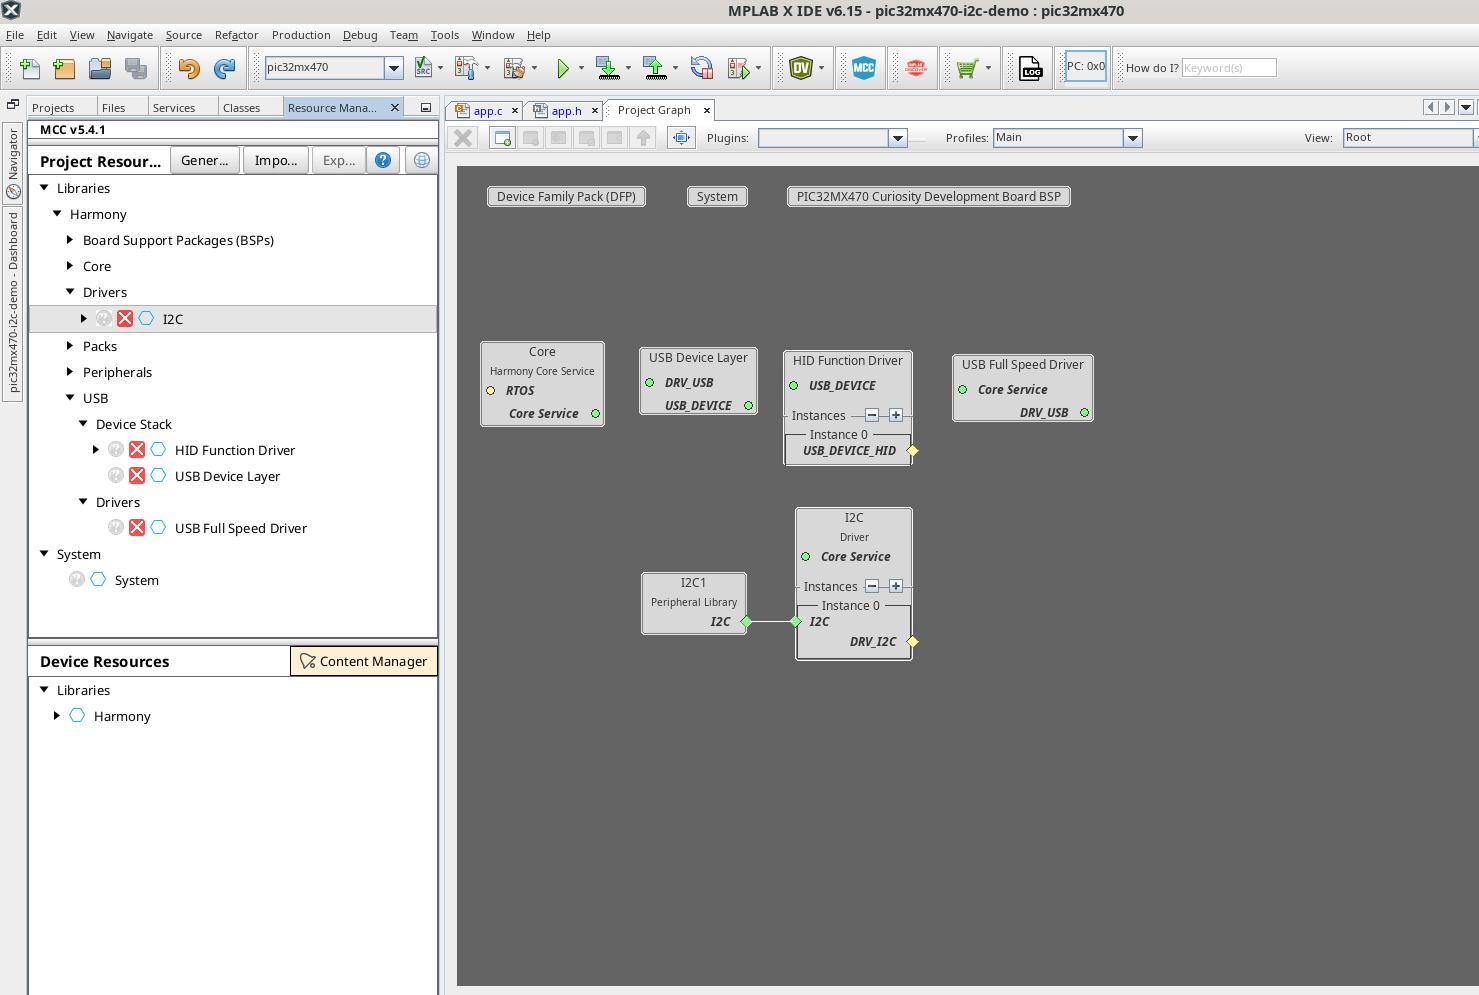 MPLAB X IDE v6.15 - pic32mx470-i2c-demo : pic32mx470
File Edit View Navigate Source Refactor Production Debug Team Tools Window Help
pic32mx470
SRC
DV
MCC
LOG
PC: 0x0
How do I? Keyword(s)
Projects Files Services Classes Resource Mana...
app.c app.h Project Graph
Navigator
pic32mx470-i2c-demo - Dashboard
MCC v5.4.1
Plugins: Profiles: Main View: Root
Project Resour... Gener... Impo... Exp...
Libraries
Harmony
Board Support Packages (BSPs)
Core
Drivers
I2C
Packs
Peripherals
USB
Device Stack
HID Function Driver
USB Device Layer
Drivers
USB Full Speed Driver
System
System
Device Resources Content Manager
Libraries
Harmony
Device Family Pack (DFP) System PIC32MX470 Curiosity Development Board BSP
Core
Harmony Core Service
RTOS
Core Service
USB Device Layer
DRV_USB
USB_DEVICE
HID Function Driver
USB_DEVICE
Instances
Instance 0
USB_DEVICE_HID
USB Full Speed Driver
Core Service
DRV_USB
I2C1
Peripheral Library
I2C
I2C
Driver
Core Service
Instances
Instance 0
I2C
DRV_I2C